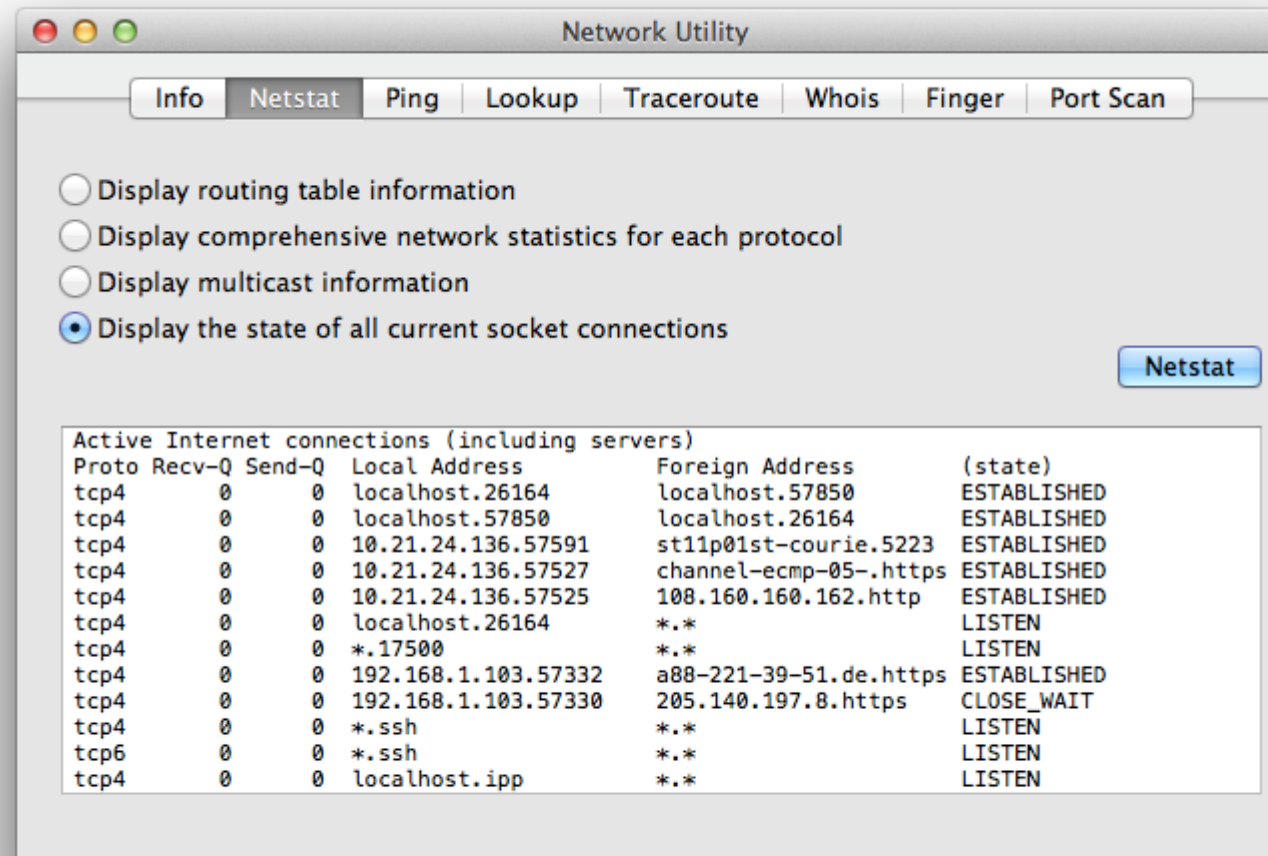 Network Utility
Info Netstat Ping Lookup Traceroute Whois Finger Port Scan
Display routing table information
Display comprehensive network statistics for each protocol
Display multicast information
Display the state of all current socket connections
Netstat
Active Internet connections (including servers)
Proto Recv-Q Send-Q  Local Address          Foreign Address        (state)
tcp4       0      0  localhost.26164        localhost.57850        ESTABLISHED
tcp4       0      0  localhost.57850        localhost.26164        ESTABLISHED
tcp4       0      0  10.21.24.136.57591     st11p01st-courie.5223  ESTABLISHED
tcp4       0      0  10.21.24.136.57527     channel-ecmp-05-.https ESTABLISHED
tcp4       0      0  10.21.24.136.57525     108.160.160.162.http   ESTABLISHED
tcp4       0      0  localhost.26164        *.*                    LISTEN
tcp4       0      0  *.17500                *.*                    LISTEN
tcp4       0      0  192.168.1.103.57332    a88-221-39-51.de.https ESTABLISHED
tcp4       0      0  192.168.1.103.57330    205.140.197.8.https    CLOSE_WAIT
tcp4       0      0  *.ssh                  *.*                    LISTEN
tcp6       0      0  *.ssh                  *.*                    LISTEN
tcp4       0      0  localhost.ipp          *.*                    LISTEN